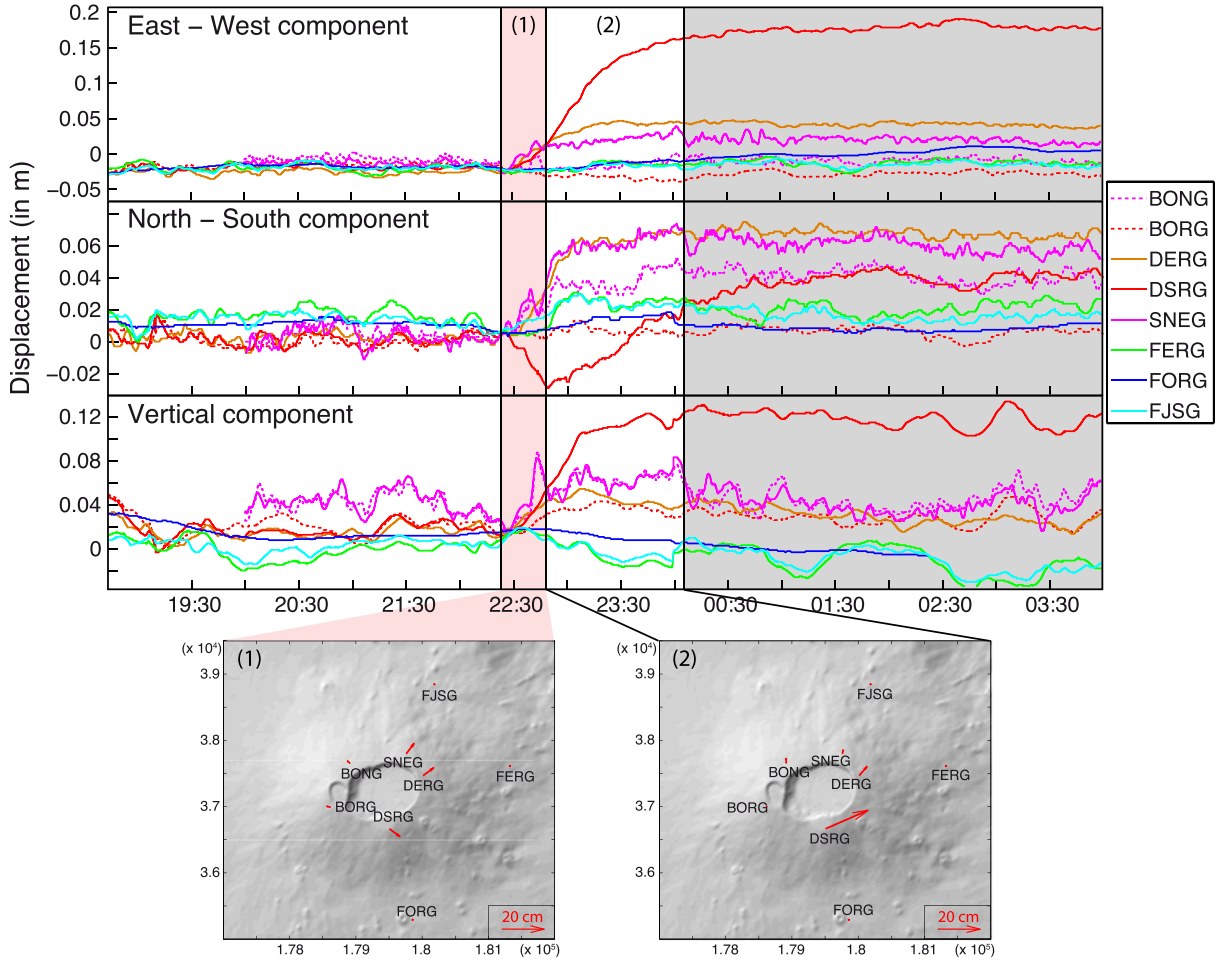 East – West component
(1)
(2)
0.2
0.15
0.1
0.05
0
−0.05
North – South component
0.06
0.04
0.02
0
−0.02
Vertical component
0.12
0.08
0.04
0
Displacement (in m)
19:30 20:30 21:30 22:30 23:30 00:30 01:30 02:30 03:30
BONG
BORG
DERG
DSRG
SNEG
FERG
FORG
FJSG
(x 10⁴)
(1)
3.9
3.8
3.7
3.6
FJSG
SNEG
BONG
FERG
DERG
BORG
DSRG
FORG
20 cm
1.78 1.79 1.8 1.81 (x 10⁵)
(x 10⁴)
(2)
3.9
3.8
3.7
3.6
FJSG
SNEG
BONG
FERG
DERG
BORG
DSRG
FORG
20 cm
1.78 1.79 1.8 1.81 (x 10⁵)